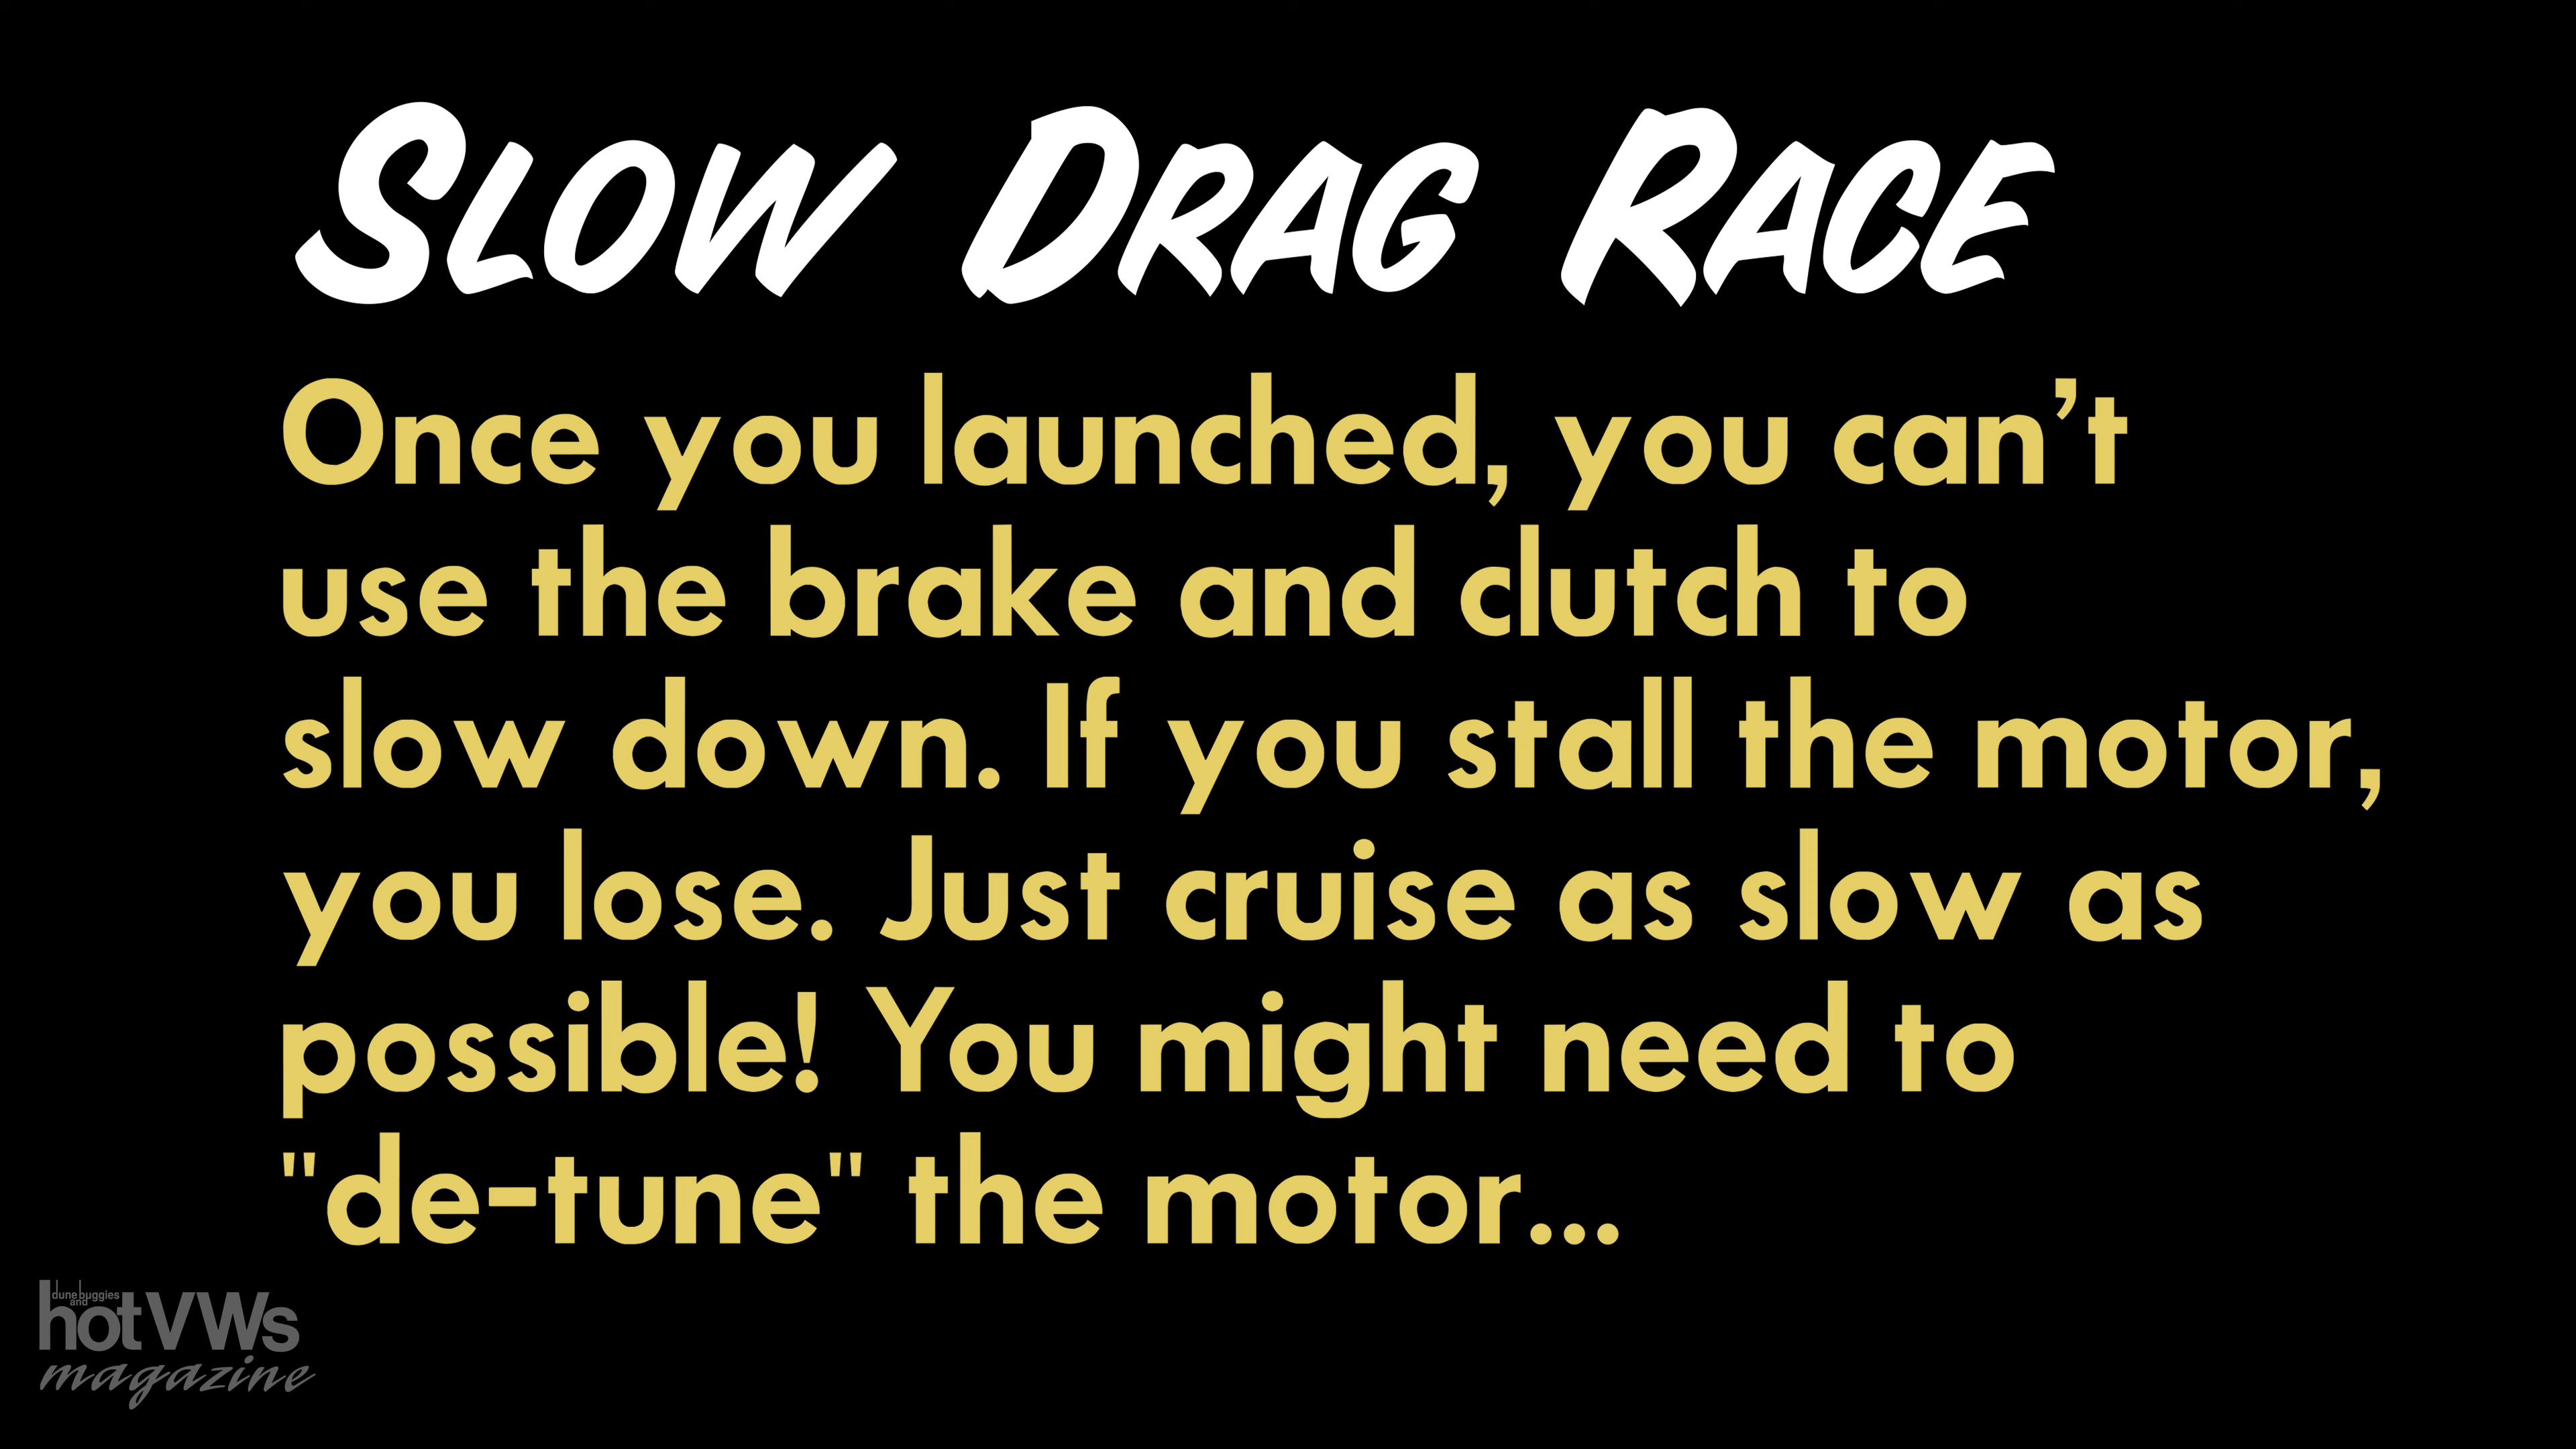 SLOW DRAG RACE
Once you launched, you can’t
use the brake and clutch to
slow down. If you stall the motor,
you lose. Just cruise as slow as
possible! You might need to
"de-tune" the motor...
dune buggies
and
hotVWs
magazine